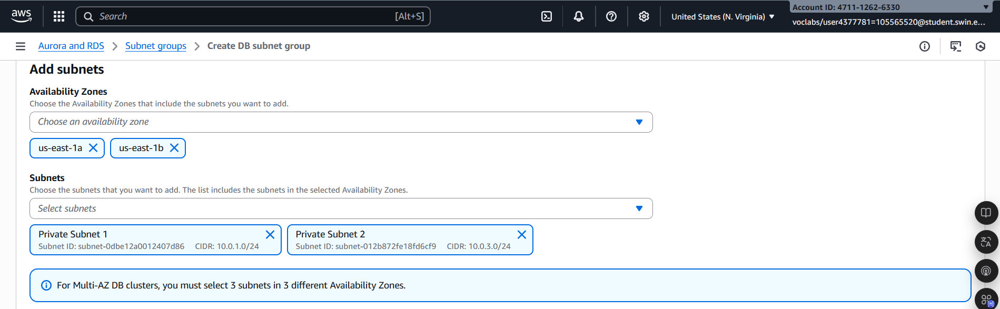 aws
Search [Alt+S]
United States (N. Virginia)
Account ID: 4711-1262-6330
voclabs/user4377781=105565520@student.swin.e...
Aurora and RDS > Subnet groups > Create DB subnet group
Add subnets
Availability Zones
Choose the Availability Zones that include the subnets you want to add.
Choose an availability zone
us-east-1a us-east-1b
Subnets
Choose the subnets that you want to add. The list includes the subnets in the selected Availability Zones.
Select subnets
Private Subnet 1
Subnet ID: subnet-0dbe12a0012407d86 CIDR: 10.0.1.0/24
Private Subnet 2
Subnet ID: subnet-012b872fe18fd6cf9 CIDR: 10.0.3.0/24
For Multi-AZ DB clusters, you must select 3 subnets in 3 different Availability Zones.